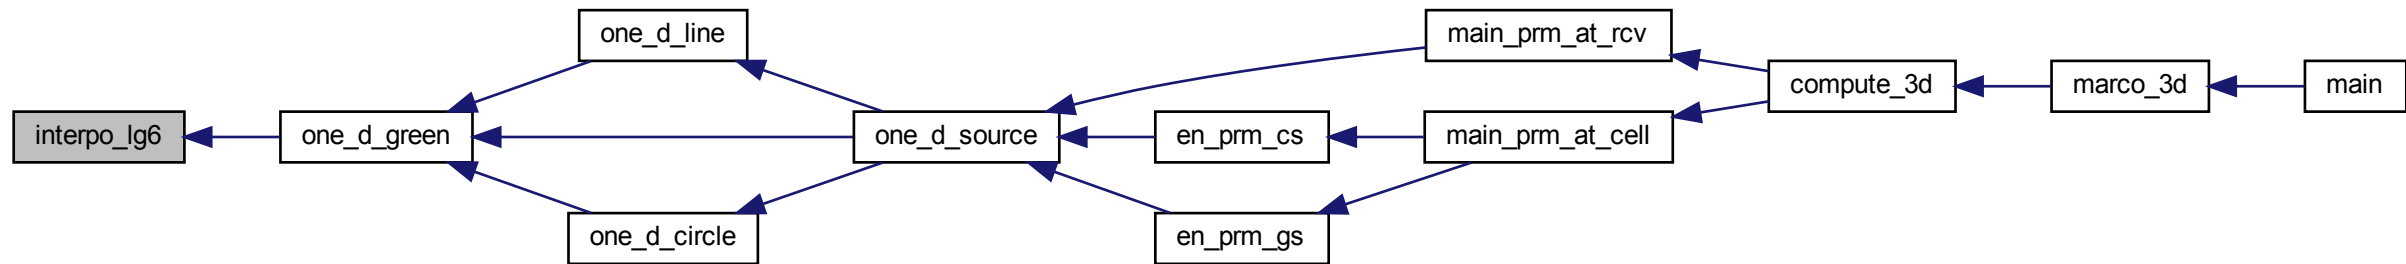 interpo_lg6
one_d_green
one_d_line
one_d_circle
one_d_source
main_prm_at_rcv
en_prm_cs
en_prm_gs
main_prm_at_cell
compute_3d
marco_3d
main